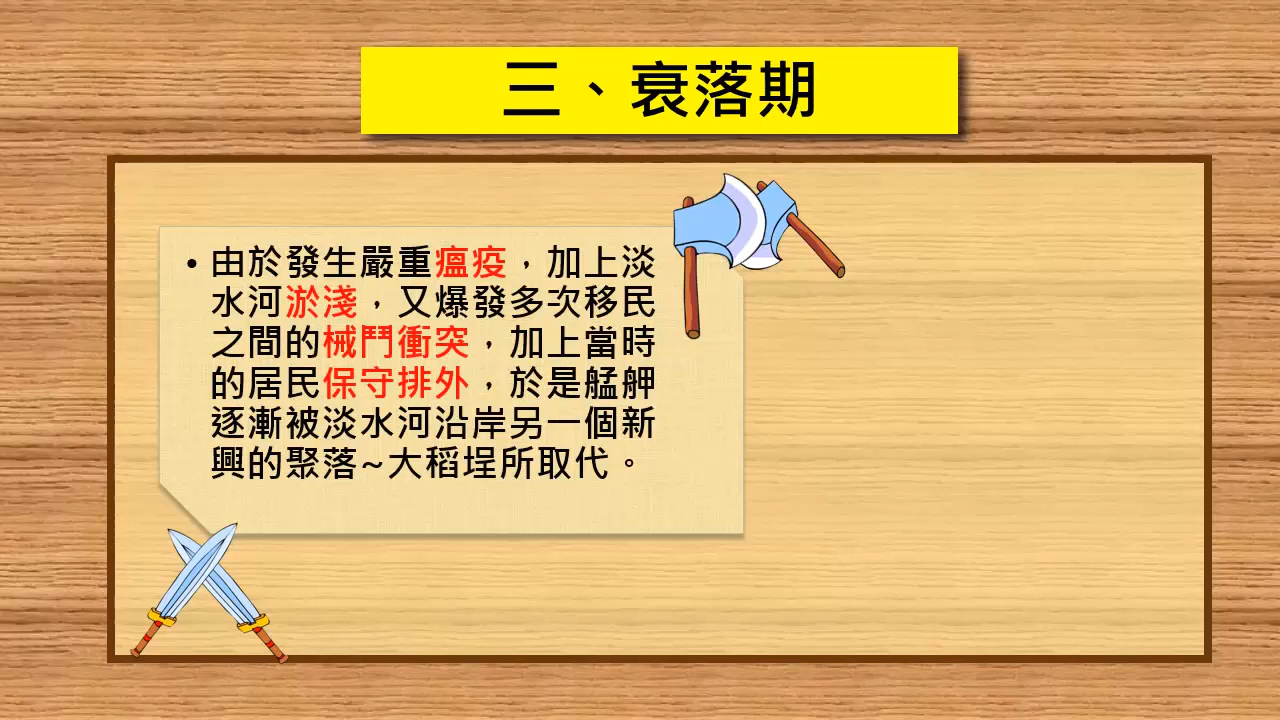 三、衰落期
•由於發生嚴重瘟疫，加上淡
水河淤淺，又爆發多次移民
之間的械鬥衝突，加上當時
的居民保守排外，於是艋舺
逐漸被淡水河沿岸另一個新
興的聚落~大稻埕所取代。